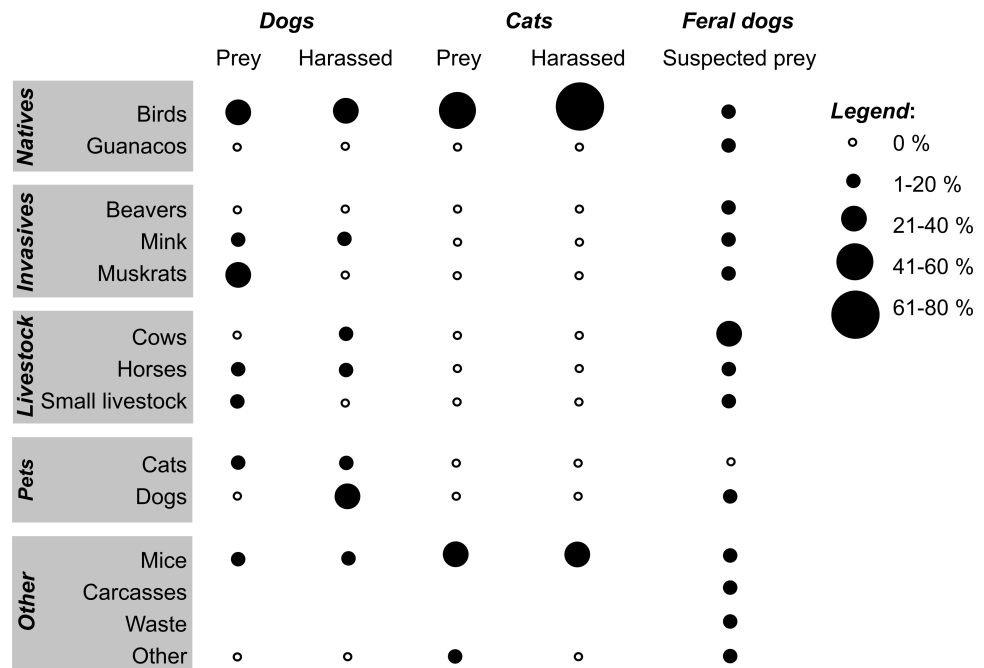 Dogs Cats Feral dogs
Prey Harassed Prey Harassed Suspected prey
Natives
Birds
Guanacos
Invasives
Beavers
Mink
Muskrats
Livestock
Cows
Horses
Small livestock
Pets
Cats
Dogs
Other
Mice
Carcasses
Waste
Other
Legend:
0 %
1-20 %
21-40 %
41-60 %
61-80 %